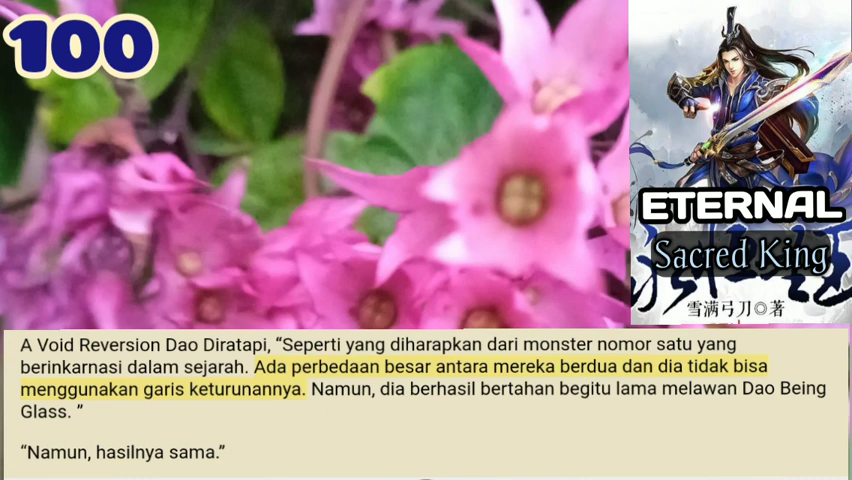 100
ETERNAL
Sacred King
雪满弓刀◎著
A Void Reversion Dao Diratapi, “Seperti yang diharapkan dari monster nomor satu yang
berinkarnasi dalam sejarah. Ada perbedaan besar antara mereka berdua dan dia tidak bisa
menggunakan garis keturunannya. Namun, dia berhasil bertahan begitu lama melawan Dao Being
Glass. ”
“Namun, hasilnya sama.”